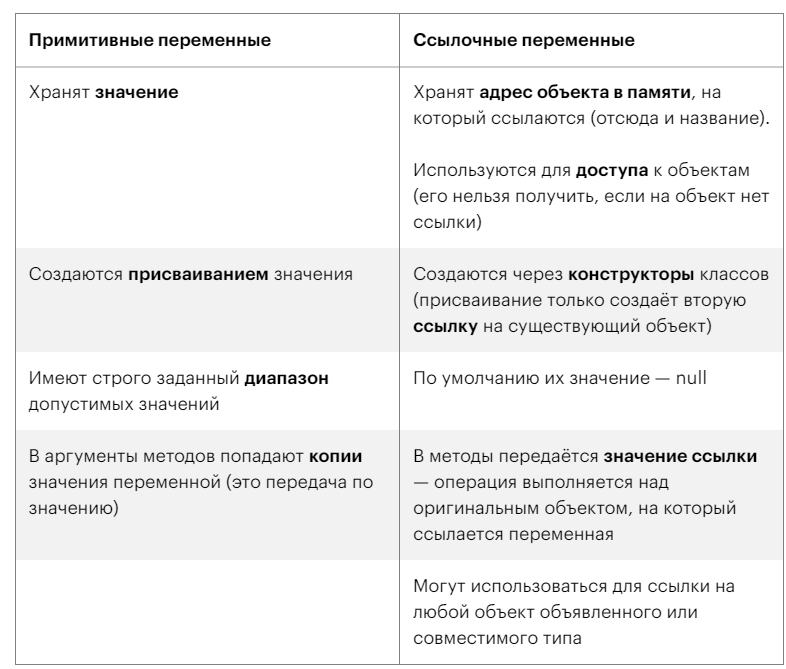 Примитивные переменные
Ссылочные переменные
Хранят значение
Хранят адрес объекта в памяти, на
который ссылаются (отсюда и название).
Используются для доступа к объектам
(его нельзя получить, если на объект нет
ссылки)
Создаются присваиванием значения
Создаются через конструкторы классов
(присваивание только создаёт вторую
ссылку на существующий объект)
Имеют строго заданный диапазон
допустимых значений
По умолчанию их значение — null
В аргументы методов попадают копии
значения переменной (это передача по
значению)
В методы передаётся значение ссылки
— операция выполняется над
оригинальным объектом, на который
ссылается переменная
Могут использоваться для ссылки на
любой объект объявленного или
совместимого типа